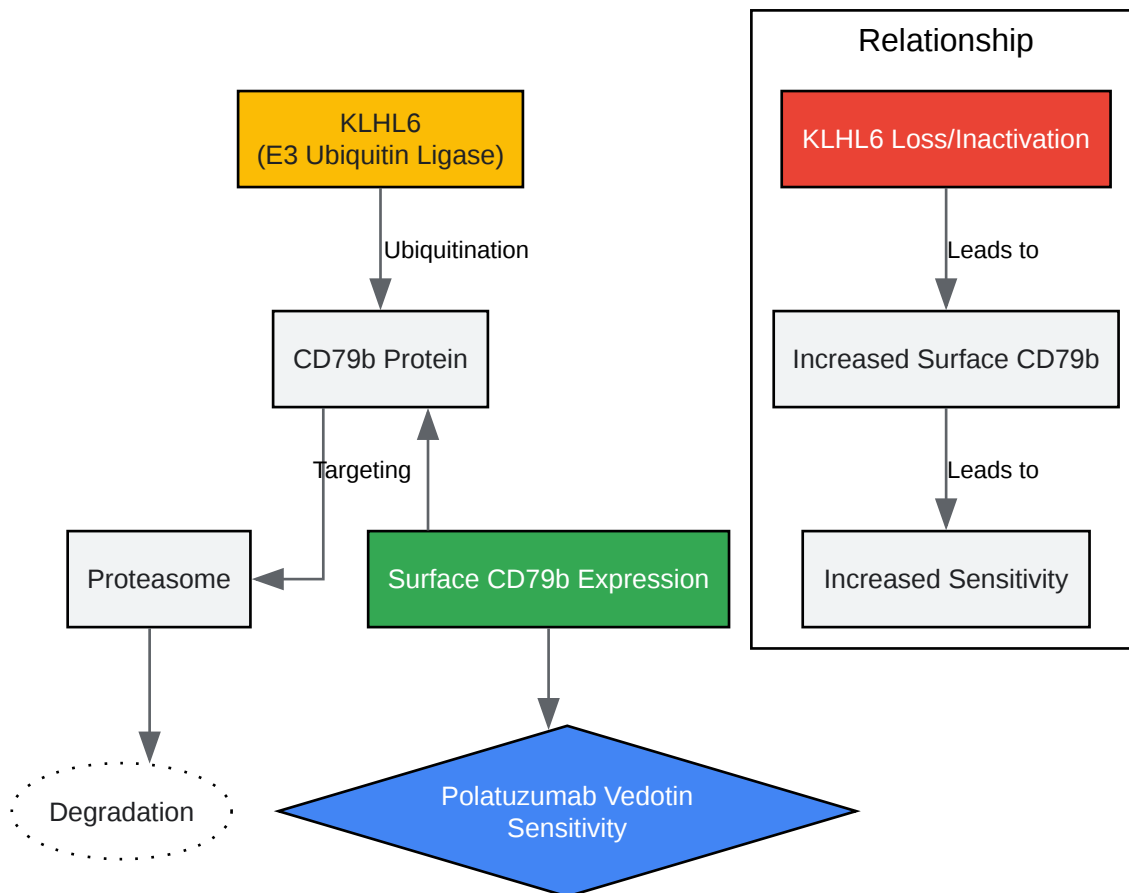 Relationship
KLHL6
(E3 Ubiquitin Ligase)
KLHL6 Loss/Inactivation
Ubiquitination
Leads to
CD79b Protein
Increased Surface CD79b
Targeting
Leads to
Proteasome
Surface CD79b Expression
Increased Sensitivity
Degradation
Polatuzumab Vedotin
Sensitivity